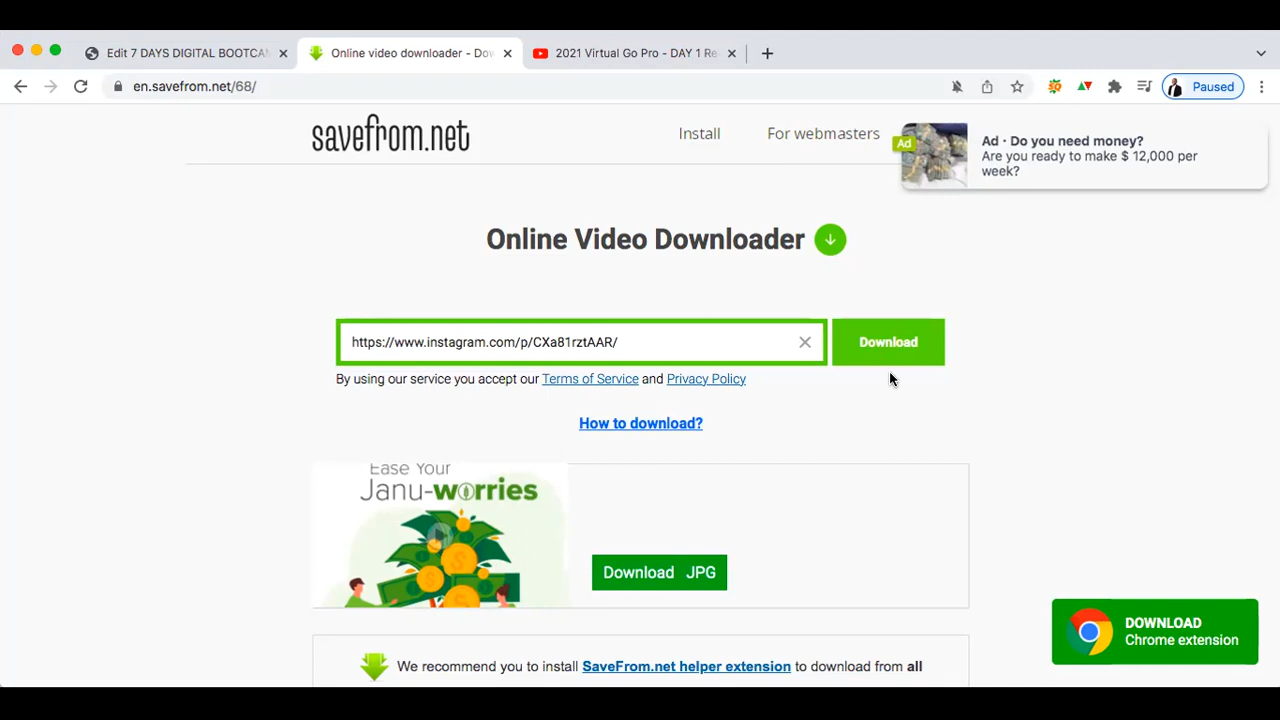 Edit 7 DAYS DIGITAL BOOTCA
Online video downloader - Dow
2021 Virtual Go Pro - DAY 1 Re
en.savefrom.net/68/
Paused
savefrom.net
Install
For webmasters
Ad
Ad · Do you need money?
Are you ready to make $ 12,000 per
week?
Online Video Downloader
https://www.instagram.com/p/CXa81rztAAR/
Download
By using our service you accept our Terms of Service and Privacy Policy
How to download?
Ease Your
Janu-worries
Download JPG
DOWNLOAD
Chrome extension
We recommend you to install SaveFrom.net helper extension to download from all